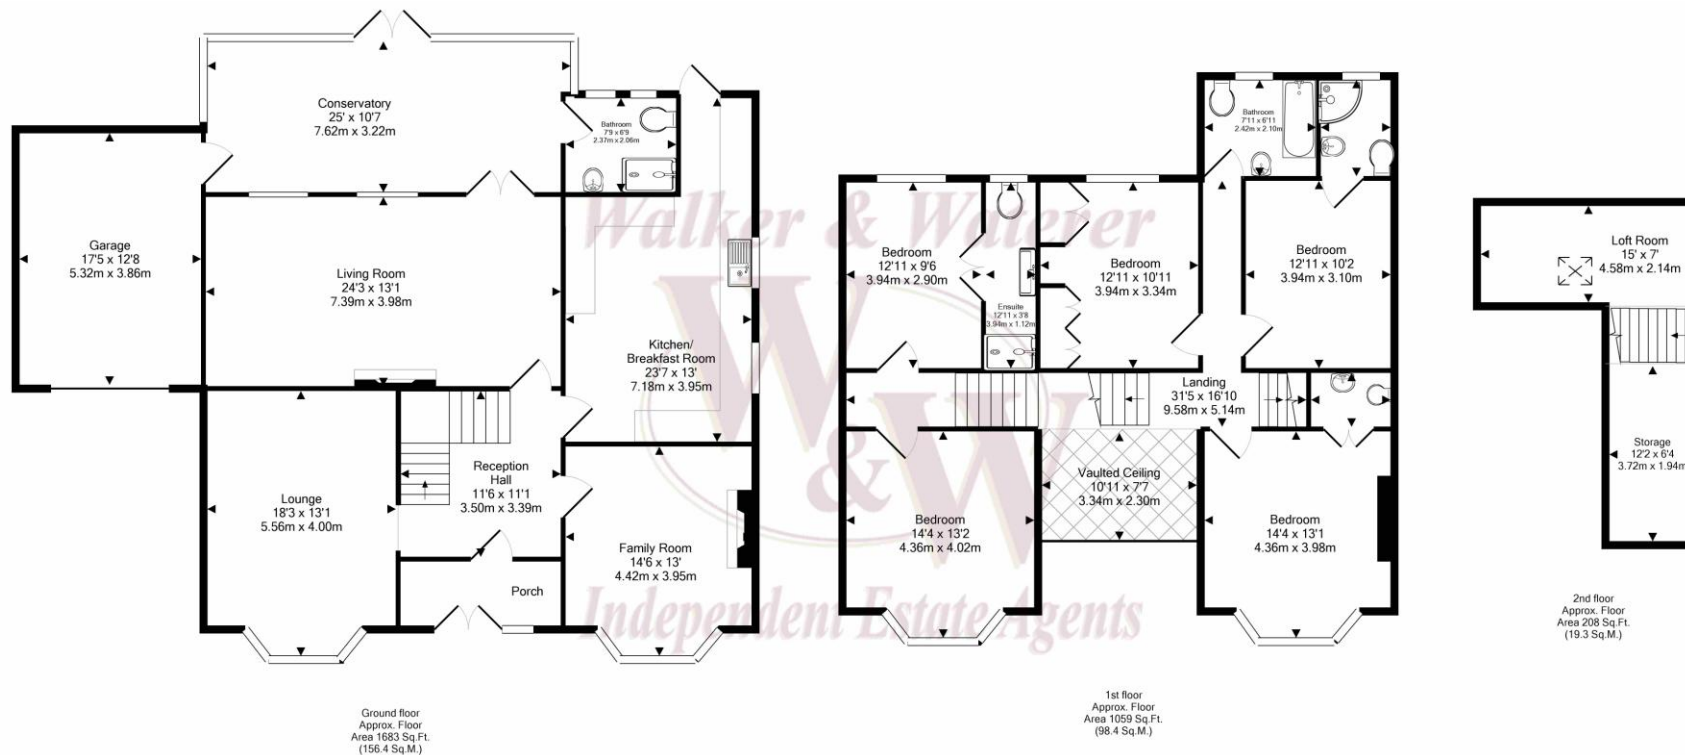 Conservatory
25' x 10'7
7.62m x 3.22m
Bathroom
7'9 x 6'9
2.37m x 2.06m
Garage
17'5 x 12'8
5.32m x 3.86m
Living Room
24'3 x 13'1
7.39m x 3.98m
Kitchen/
Breakfast Room
23'7 x 13'
7.18m x 3.95m
Lounge
18'3 x 13'1
5.56m x 4.00m
Reception
Hall
11'6 x 11'1
3.50m x 3.39m
Family Room
14'6 x 13'
4.42m x 3.95m
Porch
Ground floor
Approx. Floor
Area 1683 Sq.Ft.
(156.4 Sq.M.)
Walker & Waterer
W&W
Independent Estate Agents
Bathroom
7'11 x 6'11
2.42m x 2.10m
Bedroom
12'11 x 9'6
3.94m x 2.90m
Ensuite
12'11 x 3'8
3.94m x 1.12m
Bedroom
12'11 x 10'11
3.94m x 3.34m
Bedroom
12'11 x 10'2
3.94m x 3.10m
Landing
31'5 x 16'10
9.58m x 5.14m
Vaulted Ceiling
10'11 x 7'7
3.34m x 2.30m
Bedroom
14'4 x 13'2
4.36m x 4.02m
Bedroom
14'4 x 13'1
4.36m x 3.98m
1st floor
Approx. Floor
Area 1059 Sq.Ft.
(98.4 Sq.M.)
Loft Room
15' x 7'
4.58m x 2.14m
Storage
12'2 x 6'4
3.72m x 1.94m
2nd floor
Approx. Floor
Area 208 Sq.Ft.
(19.3 Sq.M.)